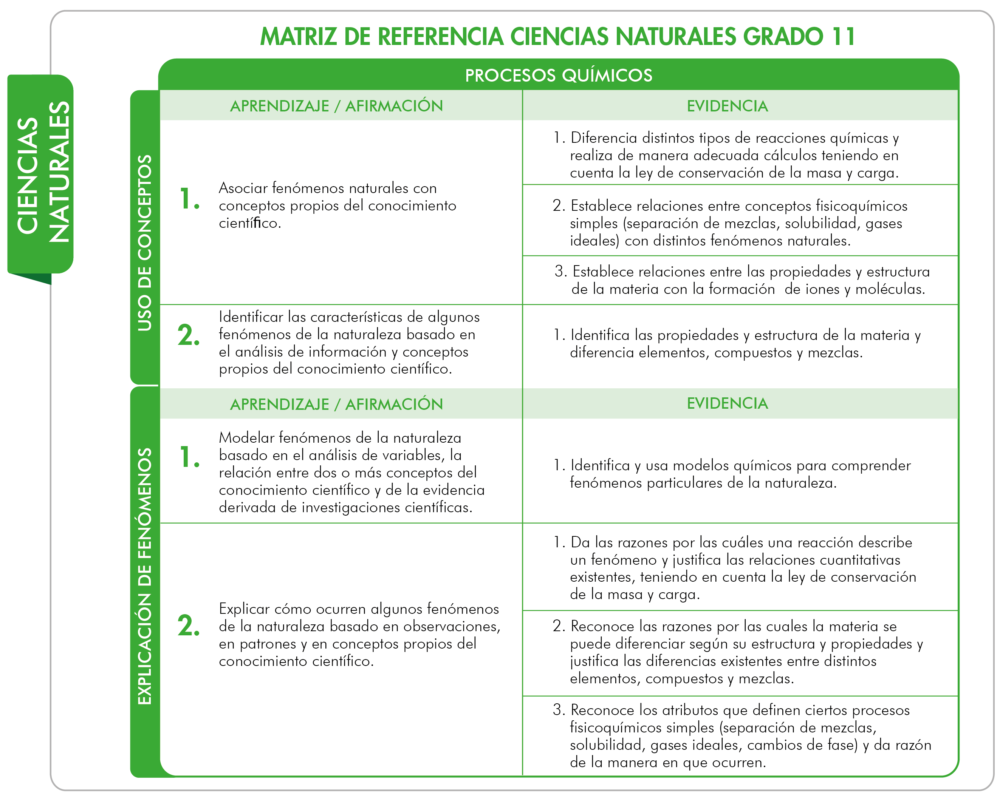 MATRIZ DE REFERENCIA CIENCIAS NATURALES GRADO 11
CIENCIAS
NATURALES
PROCESOS QUÍMICOS
USO DE CONCEPTOS
APRENDIZAJE / AFIRMACIÓN
EVIDENCIA
1.
Asociar fenómenos naturales con
conceptos propios del conocimiento
científico.
1. Diferencia distintos tipos de reacciones químicas y
realiza de manera adecuada cálculos teniendo en
cuenta la ley de conservación de la masa y carga.
2. Establece relaciones entre conceptos fisicoquímicos
simples (separación de mezclas, solubilidad, gases
ideales) con distintos fenómenos naturales.
3. Establece relaciones entre las propiedades y estructura
de la materia con la formación de iones y moléculas.
2.
Identificar las características de algunos
fenómenos de la naturaleza basado en
el análisis de información y conceptos
propios del conocimiento científico.
1. Identifica las propiedades y estructura de la materia y
diferencia elementos, compuestos y mezclas.
EXPLICACIÓN DE FENÓMENOS
APRENDIZAJE / AFIRMACIÓN
EVIDENCIA
1.
Modelar fenómenos de la naturaleza
basado en el análisis de variables, la
relación entre dos o más conceptos del
conocimiento científico y de la evidencia
derivada de investigaciones científicas.
1. Identifica y usa modelos químicos para comprender
fenómenos particulares de la naturaleza.
2.
Explicar cómo ocurren algunos fenómenos
de la naturaleza basado en observaciones,
en patrones y en conceptos propios del
conocimiento científico.
1. Da las razones por las cuáles una reacción describe
un fenómeno y justifica las relaciones cuantitativas
existentes, teniendo en cuenta la ley de conservación
de la masa y carga.
2. Reconoce las razones por las cuales la materia se
puede diferenciar según su estructura y propiedades y
justifica las diferencias existentes entre distintos
elementos, compuestos y mezclas.
3. Reconoce los atributos que definen ciertos procesos
fisicoquímicos simples (separación de mezclas,
solubilidad, gases ideales, cambios de fase) y da razón
de la manera en que ocurren.